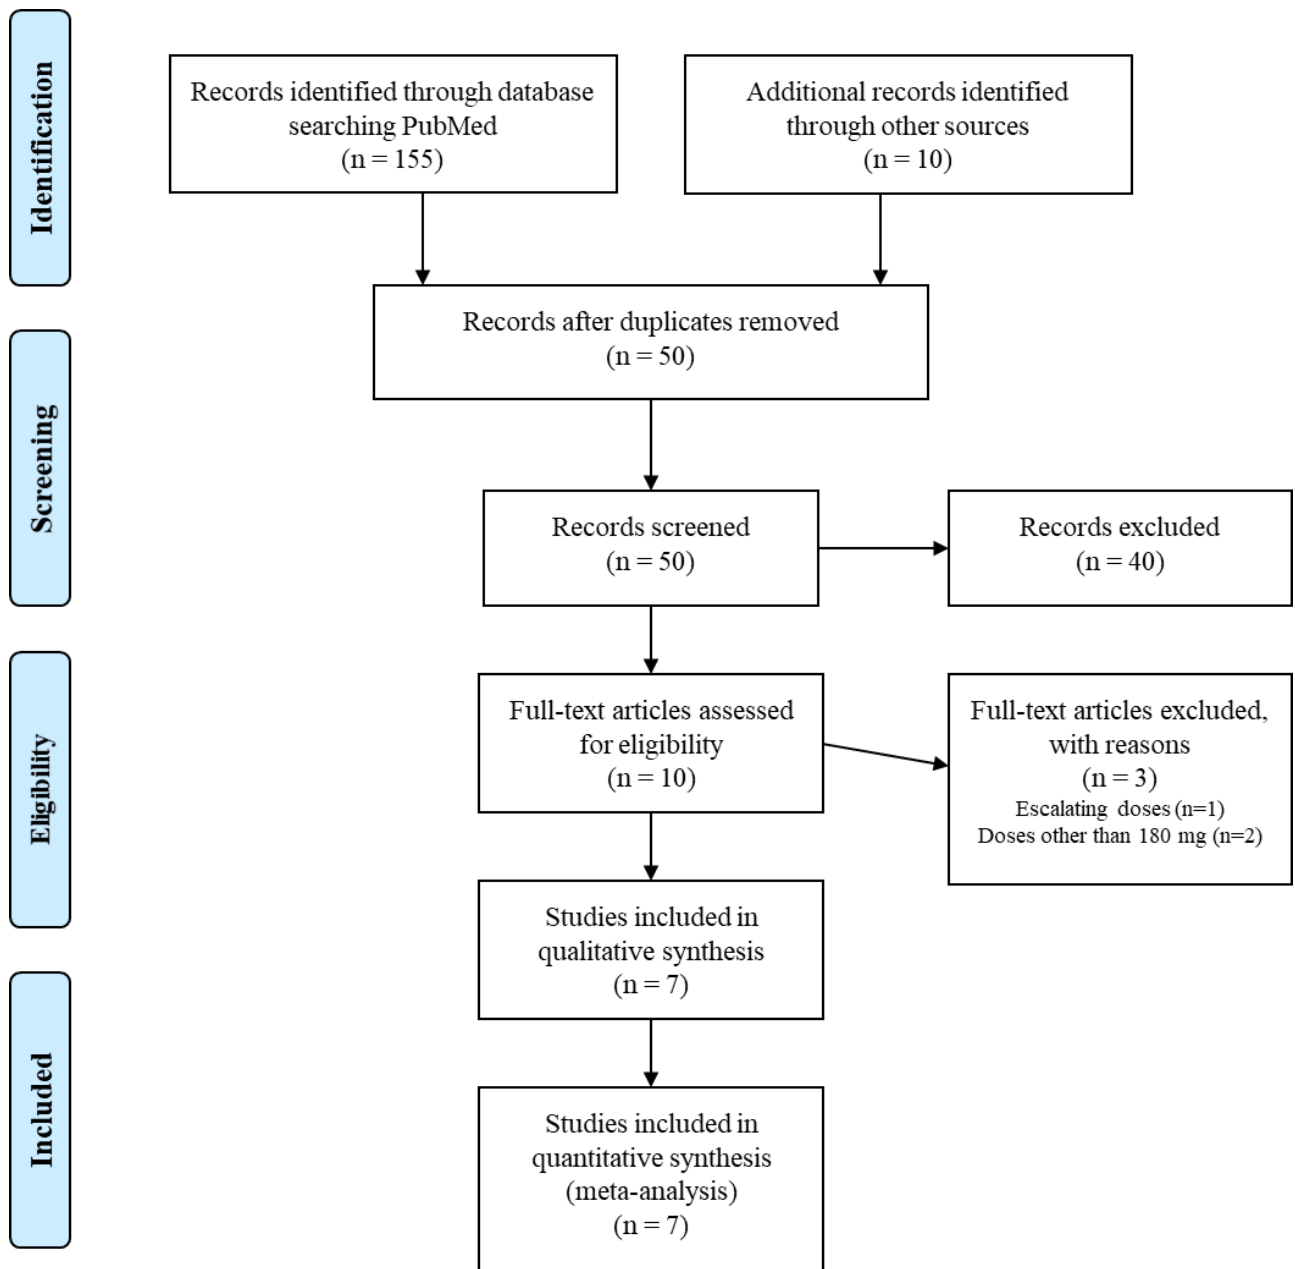 Identification
Records identified through database
searching PubMed
(n = 155)
Additional records identified
through other sources
(n = 10)
Records after duplicates removed
(n = 50)
Screening
Records screened
(n = 50)
Records excluded
(n = 40)
Eligibility
Full-text articles assessed
for eligibility
(n = 10)
Full-text articles excluded,
with reasons
(n = 3)
Escalating doses (n=1)
Doses other than 180 mg (n=2)
Studies included in
qualitative synthesis
(n = 7)
Included
Studies included in
quantitative synthesis
(meta-analysis)
(n = 7)